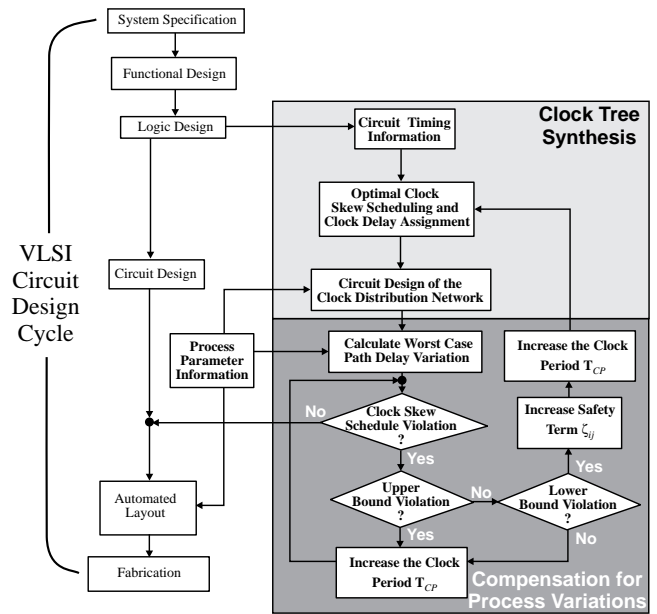 System Specification
Functional Design
Logic Design
Circuit Timing
Information
Clock Tree
Synthesis
Optimal Clock
Skew Scheduling and
Clock Delay Assignment
VLSI
Circuit
Design
Cycle
Circuit Design
Circuit Design of the
Clock Distribution Network
Process
Parameter
Information
Calculate Worst Case
Path Delay Variation
Increase the Clock
Period T_CP
No
Clock Skew
Schedule Violation
?
Increase Safety
Term ζ_ij
Yes
Yes
Automated
Layout
Upper
Bound Violation
?
No
Lower
Bound Violation
?
Yes
No
Fabrication
Increase the Clock
Period T_CP
Compensation for
Process Variations